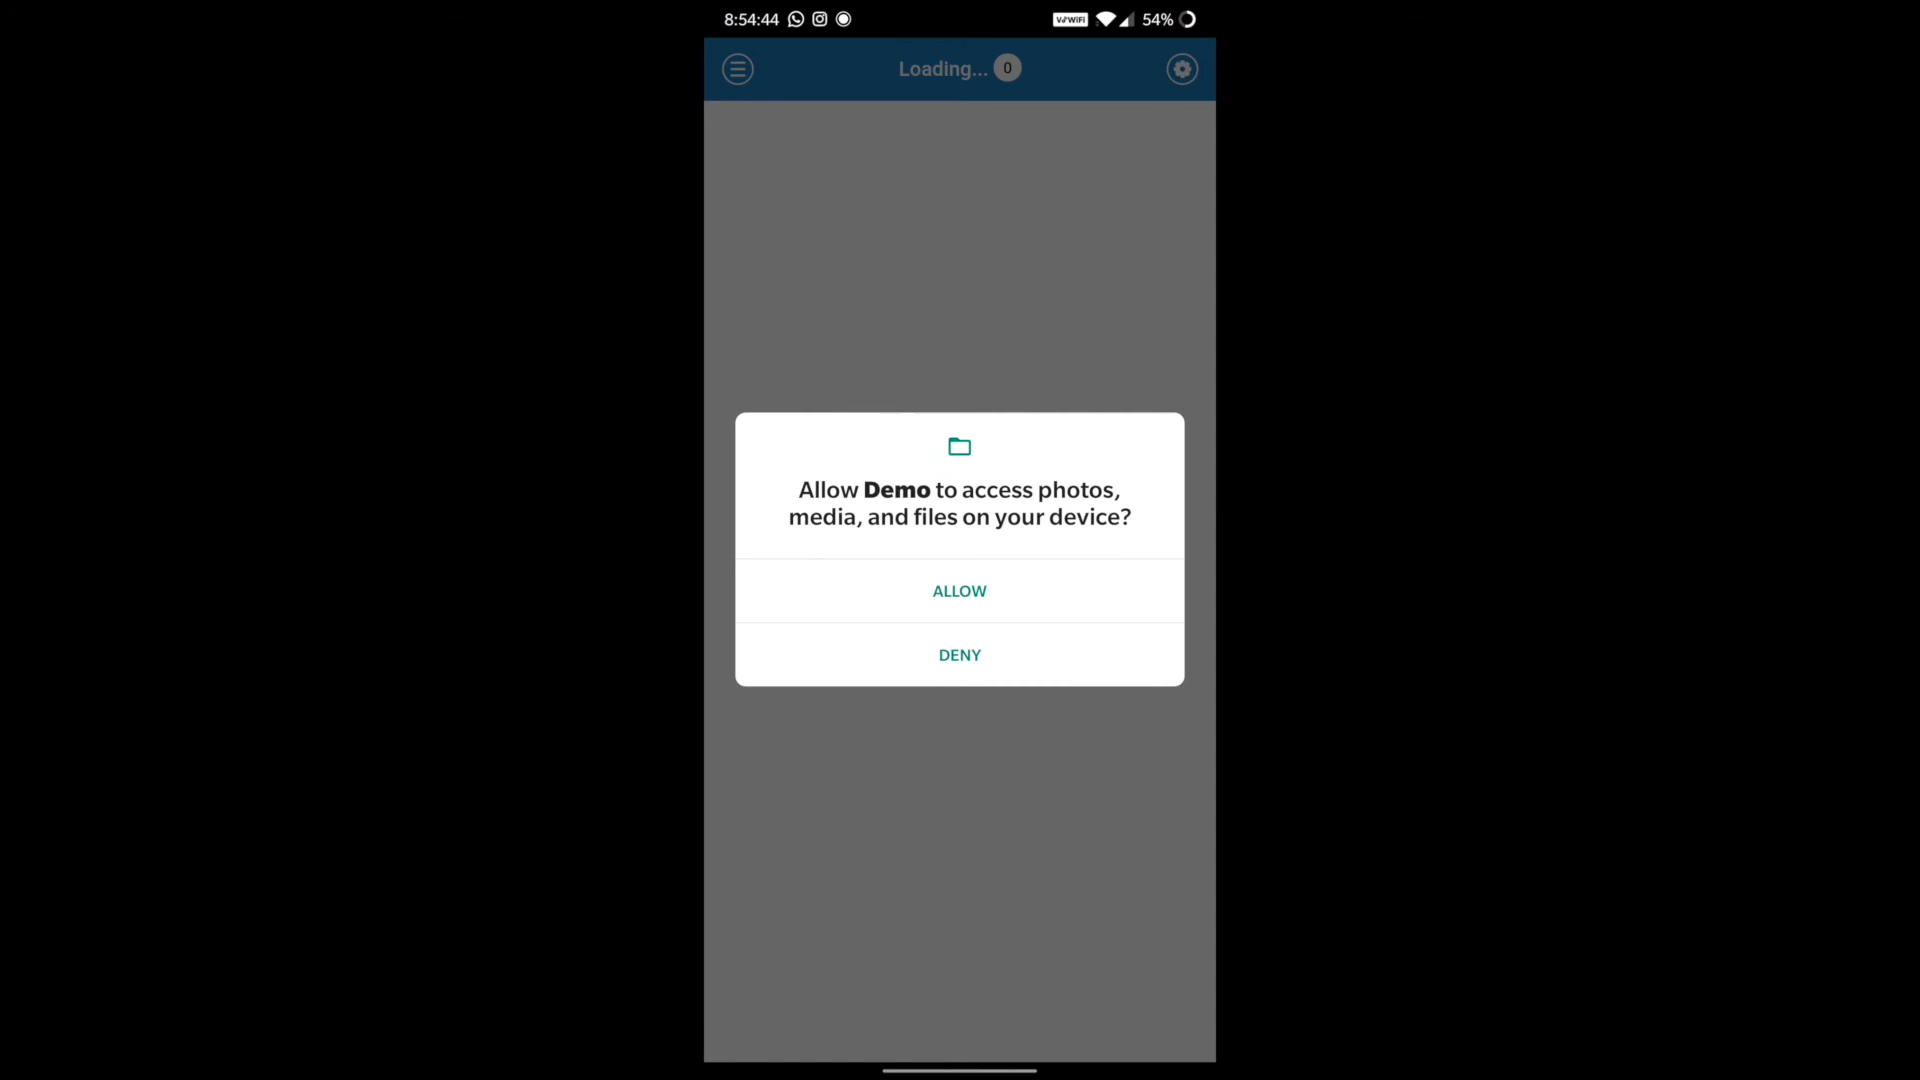 8:54:44 54%
Loading... 0
Allow Demo to access photos,
media, and files on your device?
ALLOW
DENY